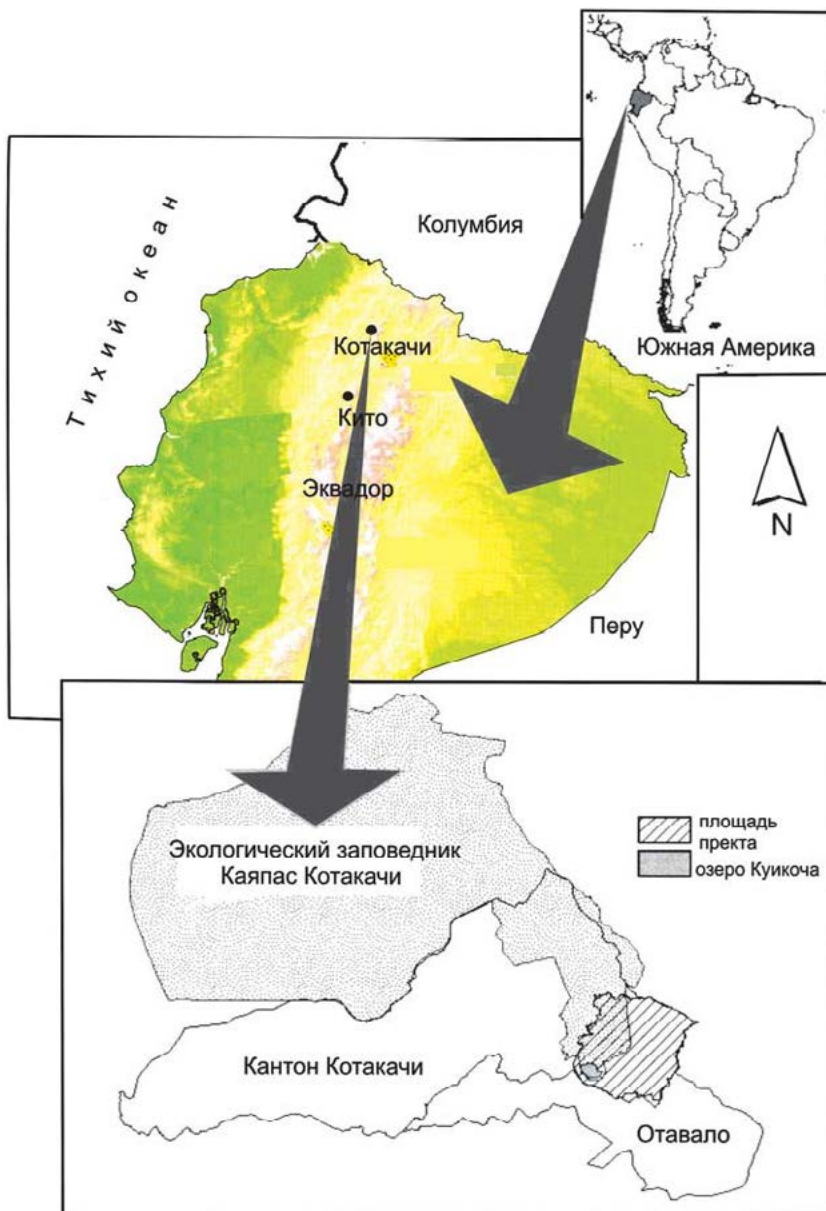 Тихий океан
Колумбия
Южная Америка
Котакачи
Кито
Эквадор
Перу
N
Экологический заповедник
Каяпас Котакачи
площадь
пректа
озеро Куикоча
Кантон Котакачи
Отавало